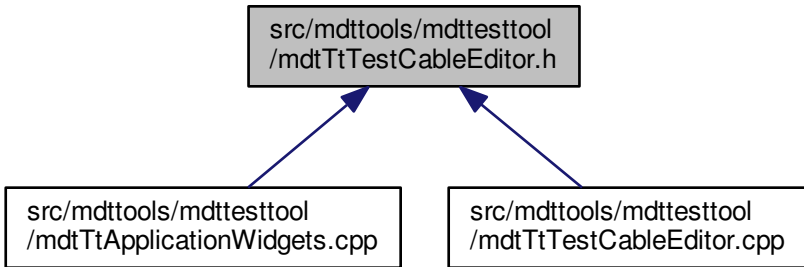 src/mdttools/mdttesttool
/mdtTtTestCableEditor.h
src/mdttools/mdttesttool
/mdtTtApplicationWidgets.cpp
src/mdttools/mdttesttool
/mdtTtTestCableEditor.cpp